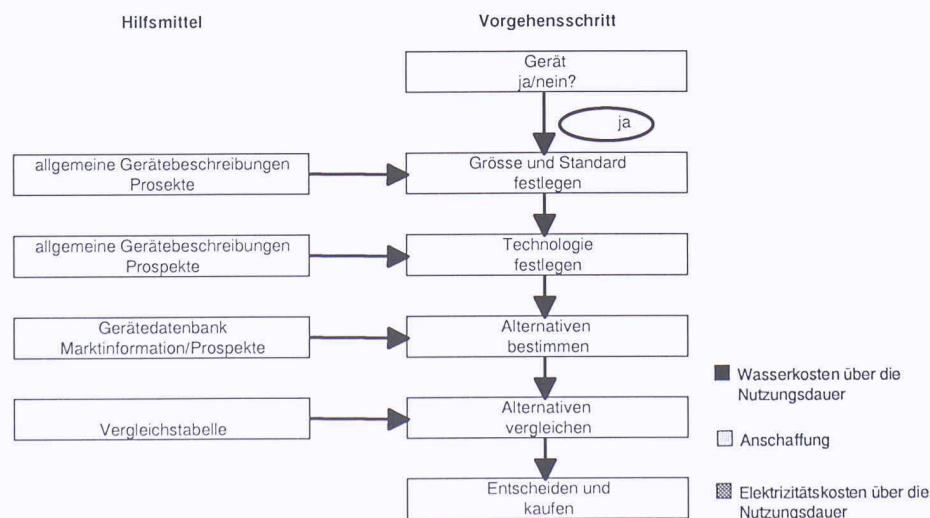 Hilfsmittel
Vorgehensschritt
Gerät
ja/nein?
ja
allgemeine Gerätebeschreibungen
Prosekte
Grösse und Standard
festlegen
allgemeine Gerätebeschreibungen
Prospekte
Technologie
festlegen
Gerätedatenbank
Marktinformation/Prospekte
Alternativen
bestimmen
Vergleichstabelle
Alternativen
vergleichen
Entscheiden und
kaufen
Wasserkosten über die
Nutzungsdauer
Anschaffung
Elektrizitätskosten über die
Nutzungsdauer